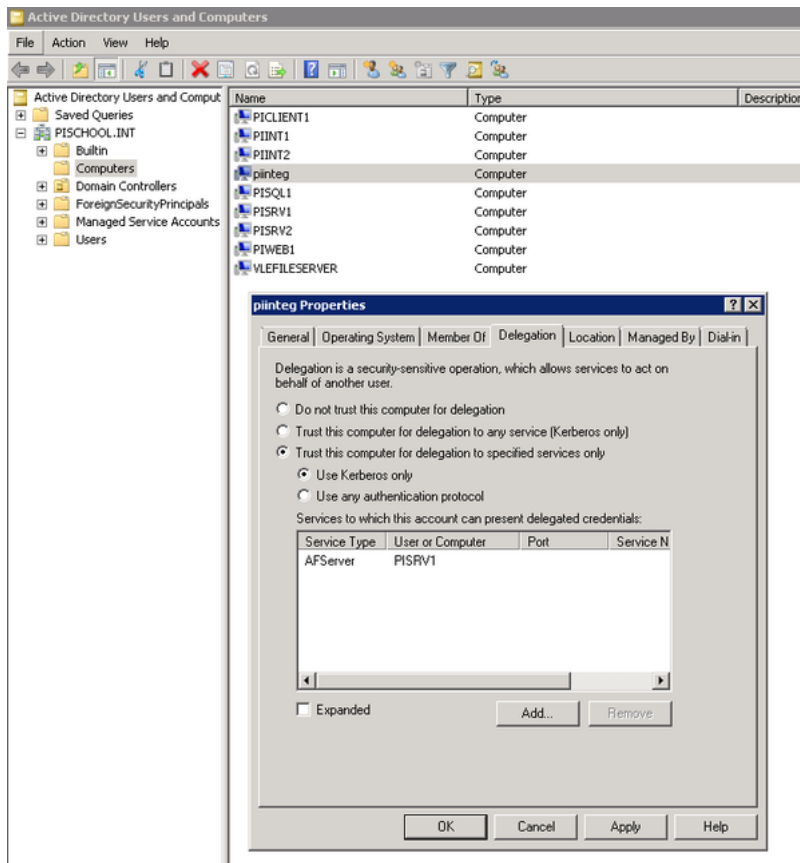 Active Directory Users and Computers
File Action View Help
Active Directory Users and Comput
Saved Queries
PISCHOOL.INT
Builtin
Computers
Domain Controllers
ForeignSecurityPrincipals
Managed Service Accounts
Users
Name Type Description
PICLIENT1 Computer
PIINT1 Computer
PIINT2 Computer
piinteg Computer
PISQL1 Computer
PISRV1 Computer
PISRV2 Computer
PIWEB1 Computer
VLEFILESERVER Computer
piinteg Properties
General Operating System Member Of Delegation Location Managed By Dial-in
Delegation is a security-sensitive operation, which allows services to act on
behalf of another user.
Do not trust this computer for delegation
Trust this computer for delegation to any service (Kerberos only)
Trust this computer for delegation to specified services only
Use Kerberos only
Use any authentication protocol
Services to which this account can present delegated credentials:
Service Type User or Computer Port Service N
AFServer PISRV1
Expanded
Add... Remove
OK Cancel Apply Help